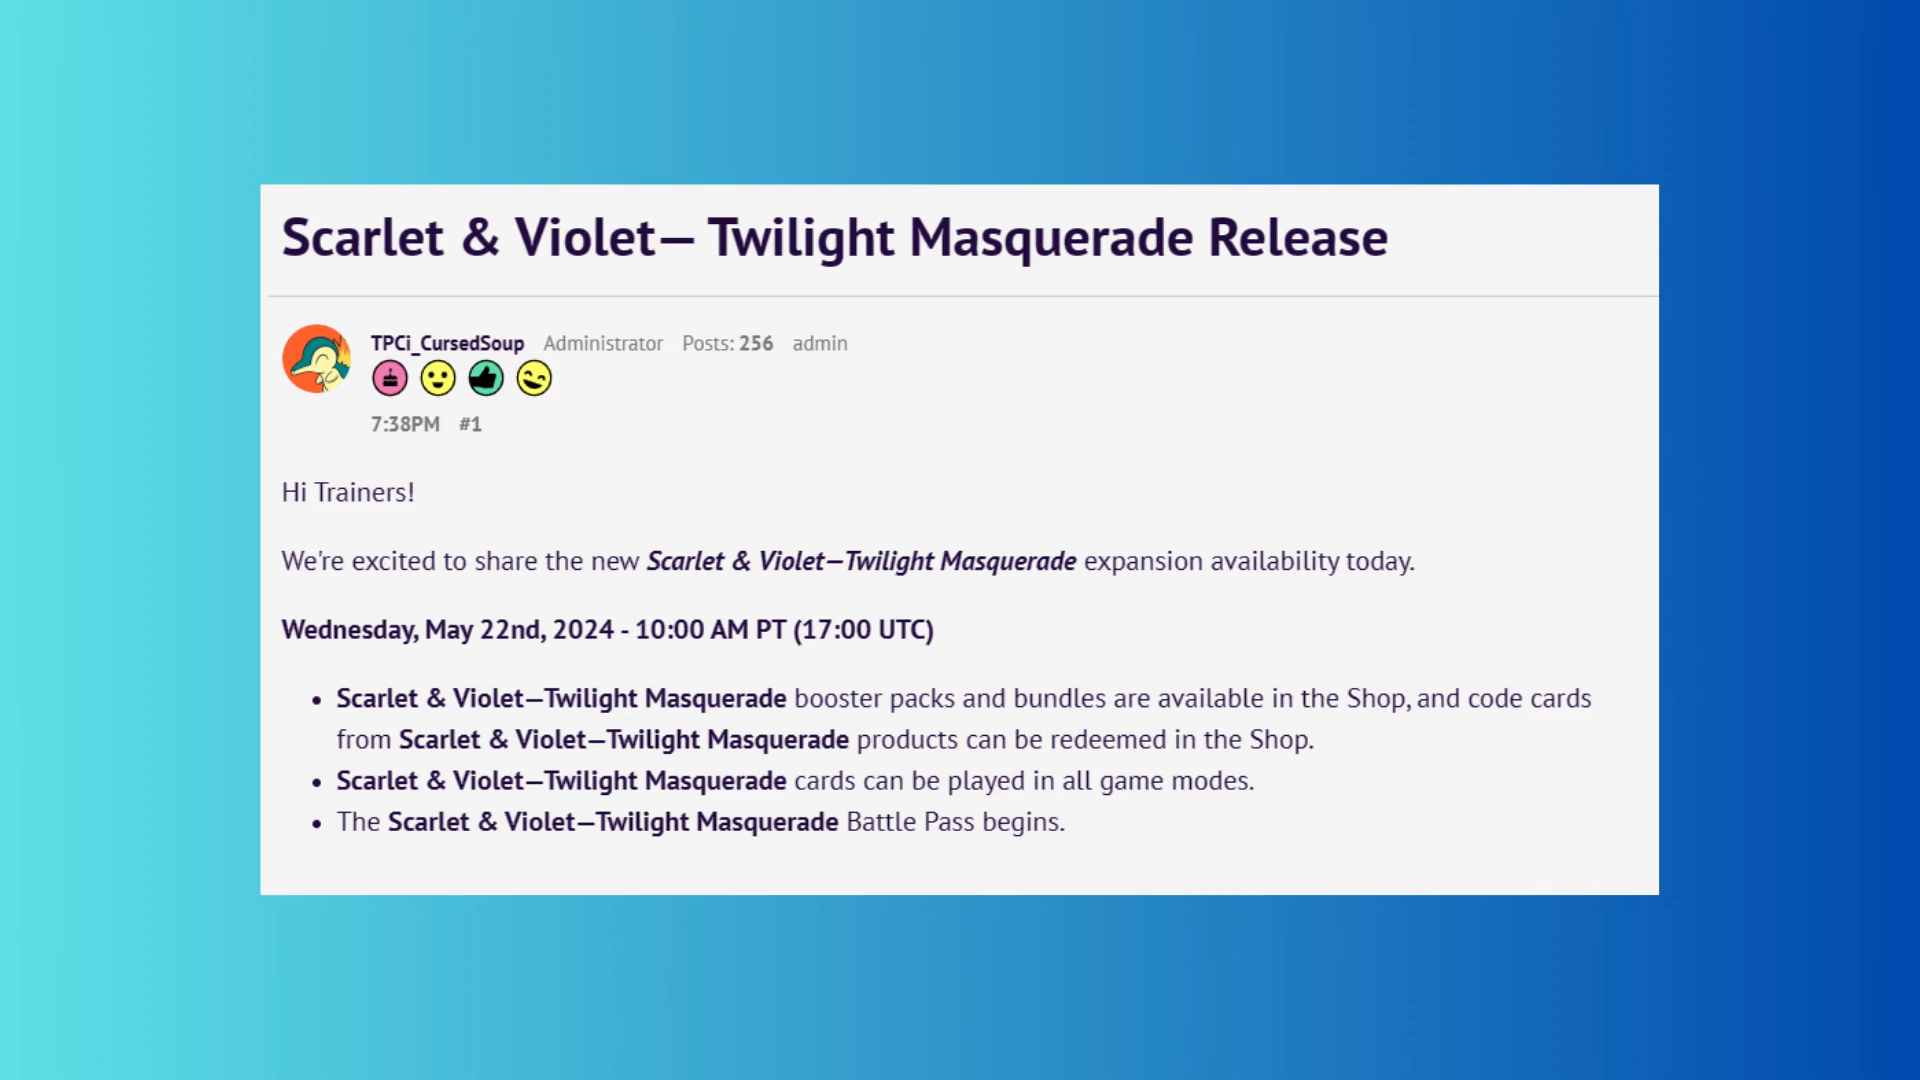 Scarlet & Violet— Twilight Masquerade Release
TPCi_CursedSoup Administrator Posts: 256 admin
7:38PM #1
Hi Trainers!
We're excited to share the new Scarlet & Violet—Twilight Masquerade expansion availability today.
Wednesday, May 22nd, 2024 - 10:00 AM PT (17:00 UTC)
• Scarlet & Violet—Twilight Masquerade booster packs and bundles are available in the Shop, and code cards
from Scarlet & Violet—Twilight Masquerade products can be redeemed in the Shop.
• Scarlet & Violet—Twilight Masquerade cards can be played in all game modes.
• The Scarlet & Violet—Twilight Masquerade Battle Pass begins.